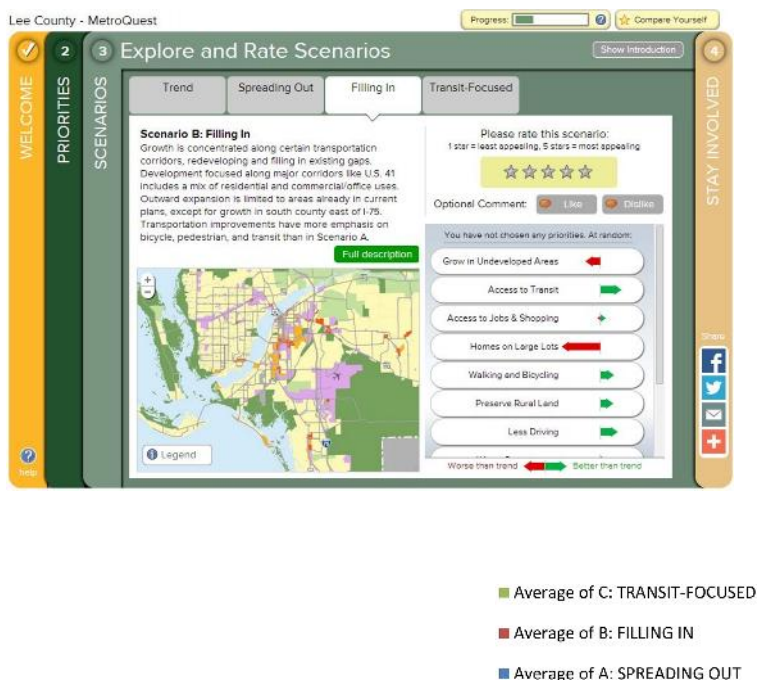 Lee County - MetroQuest
Progress:
Compare Yourself
WELCOME
help
2
PRIORITIES
3
SCENARIOS
Explore and Rate Scenarios
Show Introduction
4
STAY INVOLVED
Trend
Spreading Out
Filling In
Transit-Focused
Scenario B: Filling In
Growth is concentrated along certain transportation
corridors, redeveloping and filling in existing gaps.
Development focused along major corridors like U.S. 41
includes a mix of residential and commercial/office uses.
Outward expansion is limited to areas already in current
plans, except for growth in south county east of I-75.
Transportation improvements have more emphasis on
bicycle, pedestrian, and transit than in Scenario A.
Full description
Legend
Please rate this scenario:
1 star = least appealing, 5 stars = most appealing
Optional Comment:
Like
Dislike
You have not chosen any priorities. At random:
Grow in Undeveloped Areas
Access to Transit
Access to Jobs & Shopping
Homes on Large Lots
Walking and Bicycling
Preserve Rural Land
Less Driving
Worse than trend
Better than trend
Share
Average of C: TRANSIT-FOCUSED
Average of B: FILLING IN
Average of A: SPREADING OUT